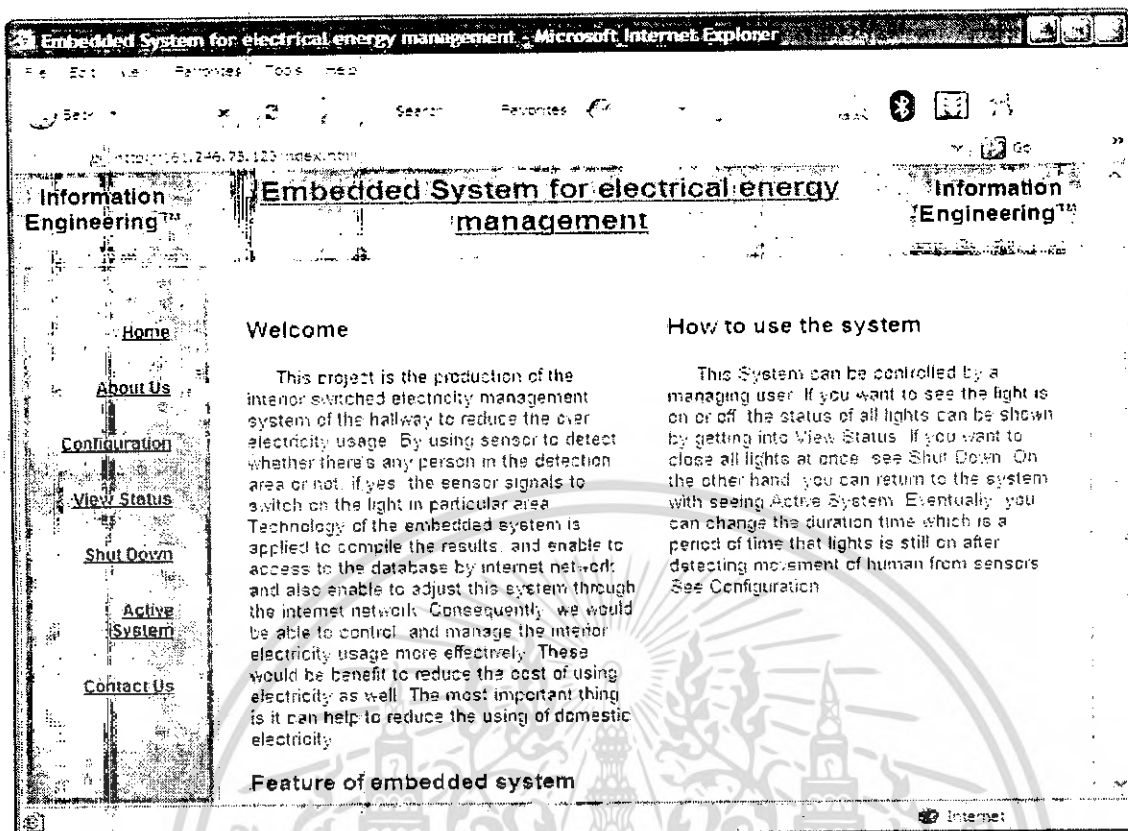 Embedded System for electrical energy management - Microsoft Internet Explorer
File Edit View Favorites Tools Help
Back Search Favorites
61.246.73.123/index.html Go
Information
Engineering™
Embedded System for electrical energy
management
Information
Engineering™
Home
About Us
Configuration
View Status
Shut Down
Active
System
Contact Us
Welcome
This project is the production of the
interior switched electricity management
system of the hallway to reduce the over
electricity usage. By using sensor to detect
whether there's any person in the detection
area or not, if yes, the sensor signals to
switch on the light in particular area.
Technology of the embedded system is
applied to compile the results, and enable to
access to the database by internet network
and also enable to adjust this system through
the internet network. Consequently, we would
be able to control, and manage the interior
electricity usage more effectively. These
would be benefit to reduce the cost of using
electricity as well. The most important thing
is it can help to reduce the using of domestic
electricity
Feature of embedded system
How to use the system
This System can be controlled by a
managing user. If you want to see the light is
on or off, the status of all lights can be shown
by getting into View Status. If you want to
close all lights at once, see Shut Down. On
the other hand, you can return to the system
with seeing Active System. Eventually, you
can change the duration time which is a
period of time that lights is still on after
detecting movement of human from sensors.
See Configuration
Internet